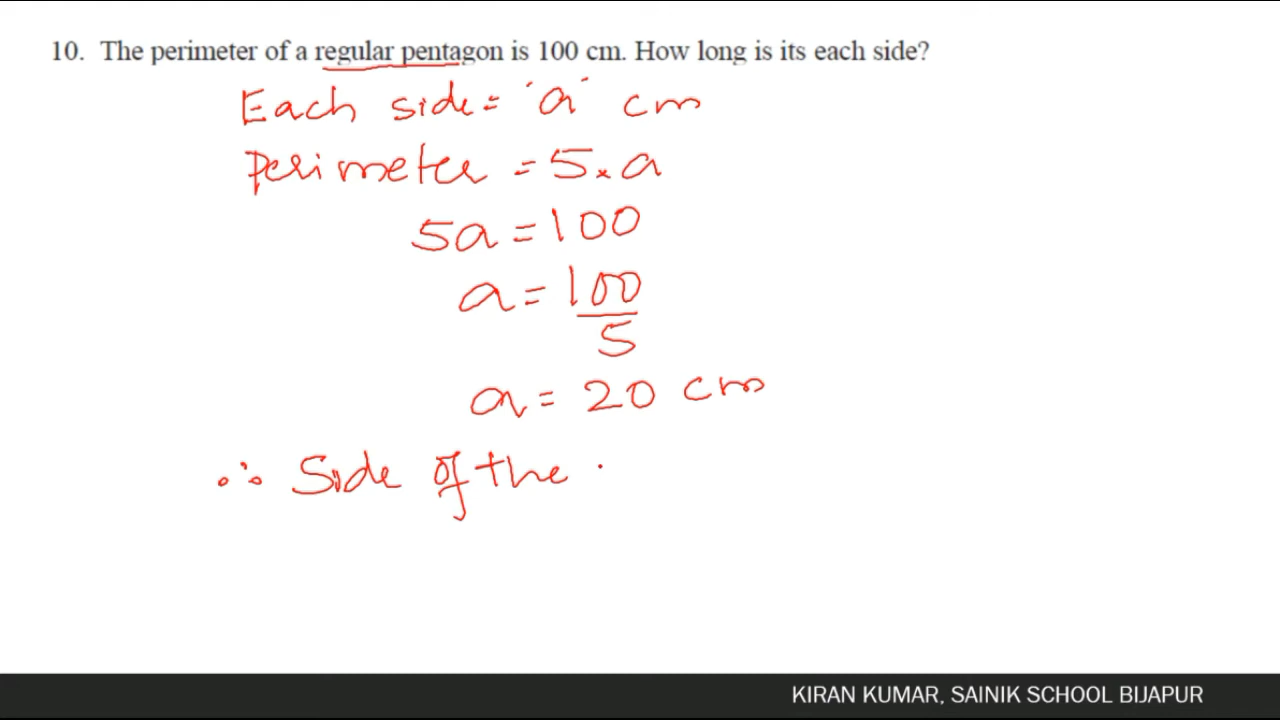 10. The perimeter of a regular pentagon is 100 cm. How long is its each side?
Each side = 'a' cm
Perimeter = 5 × a
5a = 100
a = 100
5
a = 20 cm
∴ Side of the
KIRAN KUMAR, SAINIK SCHOOL BIJAPUR